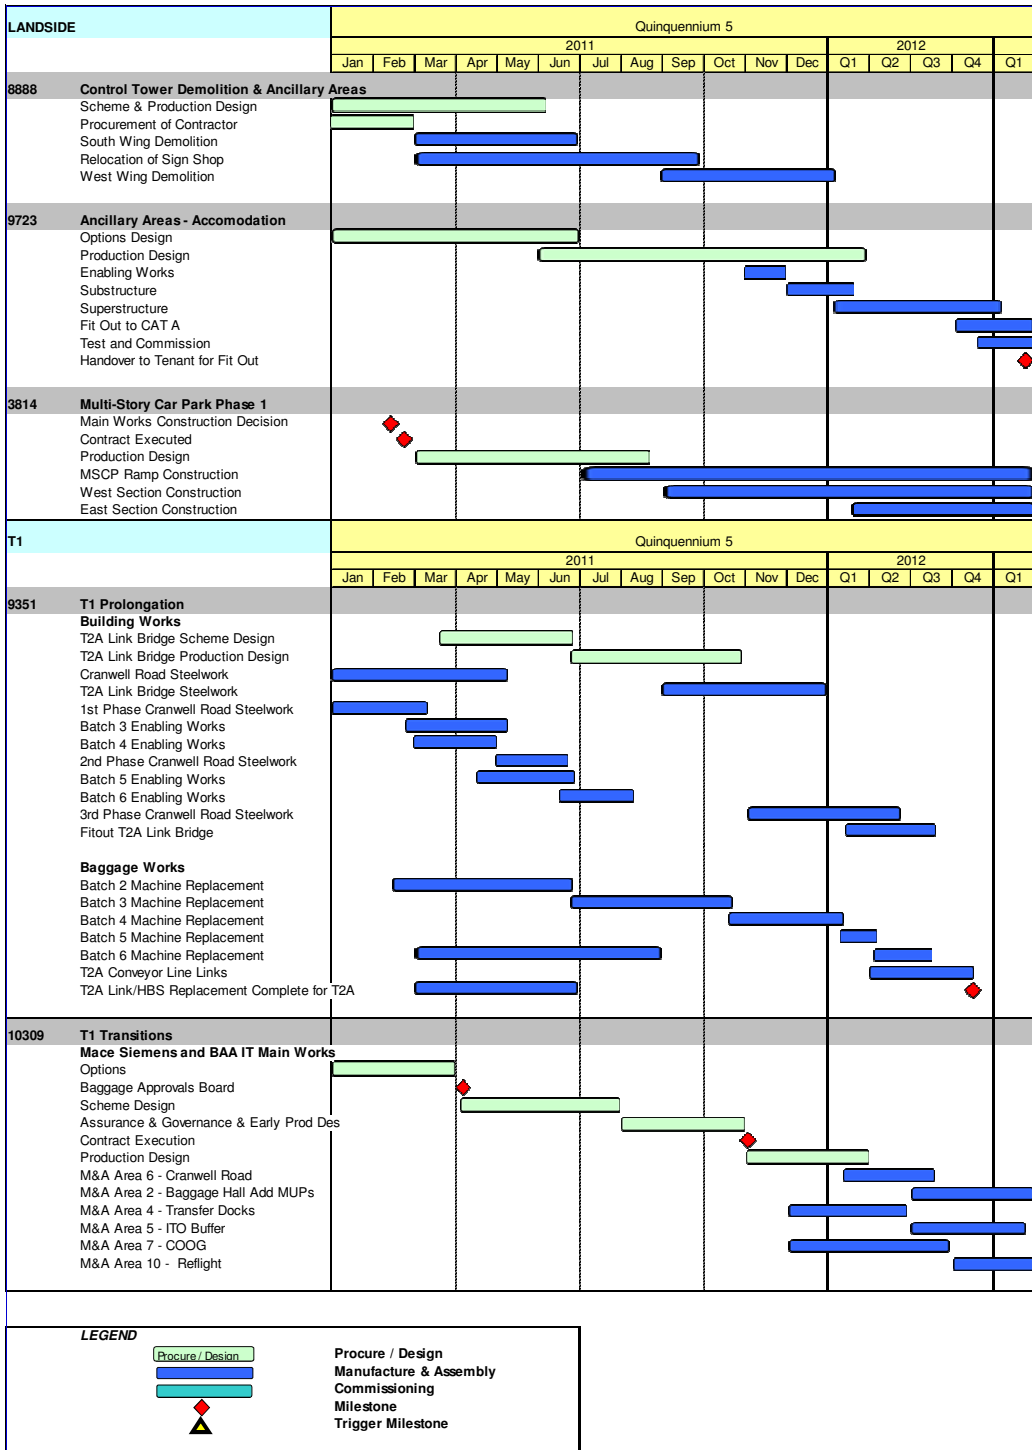 LANDSIDE
Quinquennium 5
2011 2012
Jan Feb Mar Apr May Jun Jul Aug Sep Oct Nov Dec Q1 Q2 Q3 Q4 Q1
8888 Control Tower Demolition & Ancillary Areas
Scheme & Production Design
Procurement of Contractor
South Wing Demolition
Relocation of Sign Shop
West Wing Demolition
9723 Ancillary Areas - Accomodation
Options Design
Production Design
Enabling Works
Substructure
Superstructure
Fit Out to CAT A
Test and Commission
Handover to Tenant for Fit Out
3814 Multi-Story Car Park Phase 1
Main Works Construction Decision
Contract Executed
Production Design
MSCP Ramp Construction
West Section Construction
East Section Construction
T1
Quinquennium 5
2011 2012
Jan Feb Mar Apr May Jun Jul Aug Sep Oct Nov Dec Q1 Q2 Q3 Q4 Q1
9351 T1 Prolongation
Building Works
T2A Link Bridge Scheme Design
T2A Link Bridge Production Design
Cranwell Road Steelwork
T2A Link Bridge Steelwork
1st Phase Cranwell Road Steelwork
Batch 3 Enabling Works
Batch 4 Enabling Works
2nd Phase Cranwell Road Steelwork
Batch 5 Enabling Works
Batch 6 Enabling Works
3rd Phase Cranwell Road Steelwork
Fitout T2A Link Bridge
Baggage Works
Batch 2 Machine Replacement
Batch 3 Machine Replacement
Batch 4 Machine Replacement
Batch 5 Machine Replacement
Batch 6 Machine Replacement
T2A Conveyor Line Links
T2A Link/HBS Replacement Complete for T2A
10309 T1 Transitions
Mace Siemens and BAA IT Main Works
Options
Baggage Approvals Board
Scheme Design
Assurance & Governance & Early Prod Des
Contract Execution
Production Design
M&A Area 6 - Cranwell Road
M&A Area 2 - Baggage Hall Add MUPs
M&A Area 4 - Transfer Docks
M&A Area 5 - ITO Buffer
M&A Area 7 - COOG
M&A Area 10 - Reflight
LEGEND
Procure / Design Procure / Design
Manufacture & Assembly
Commissioning
Milestone
Trigger Milestone